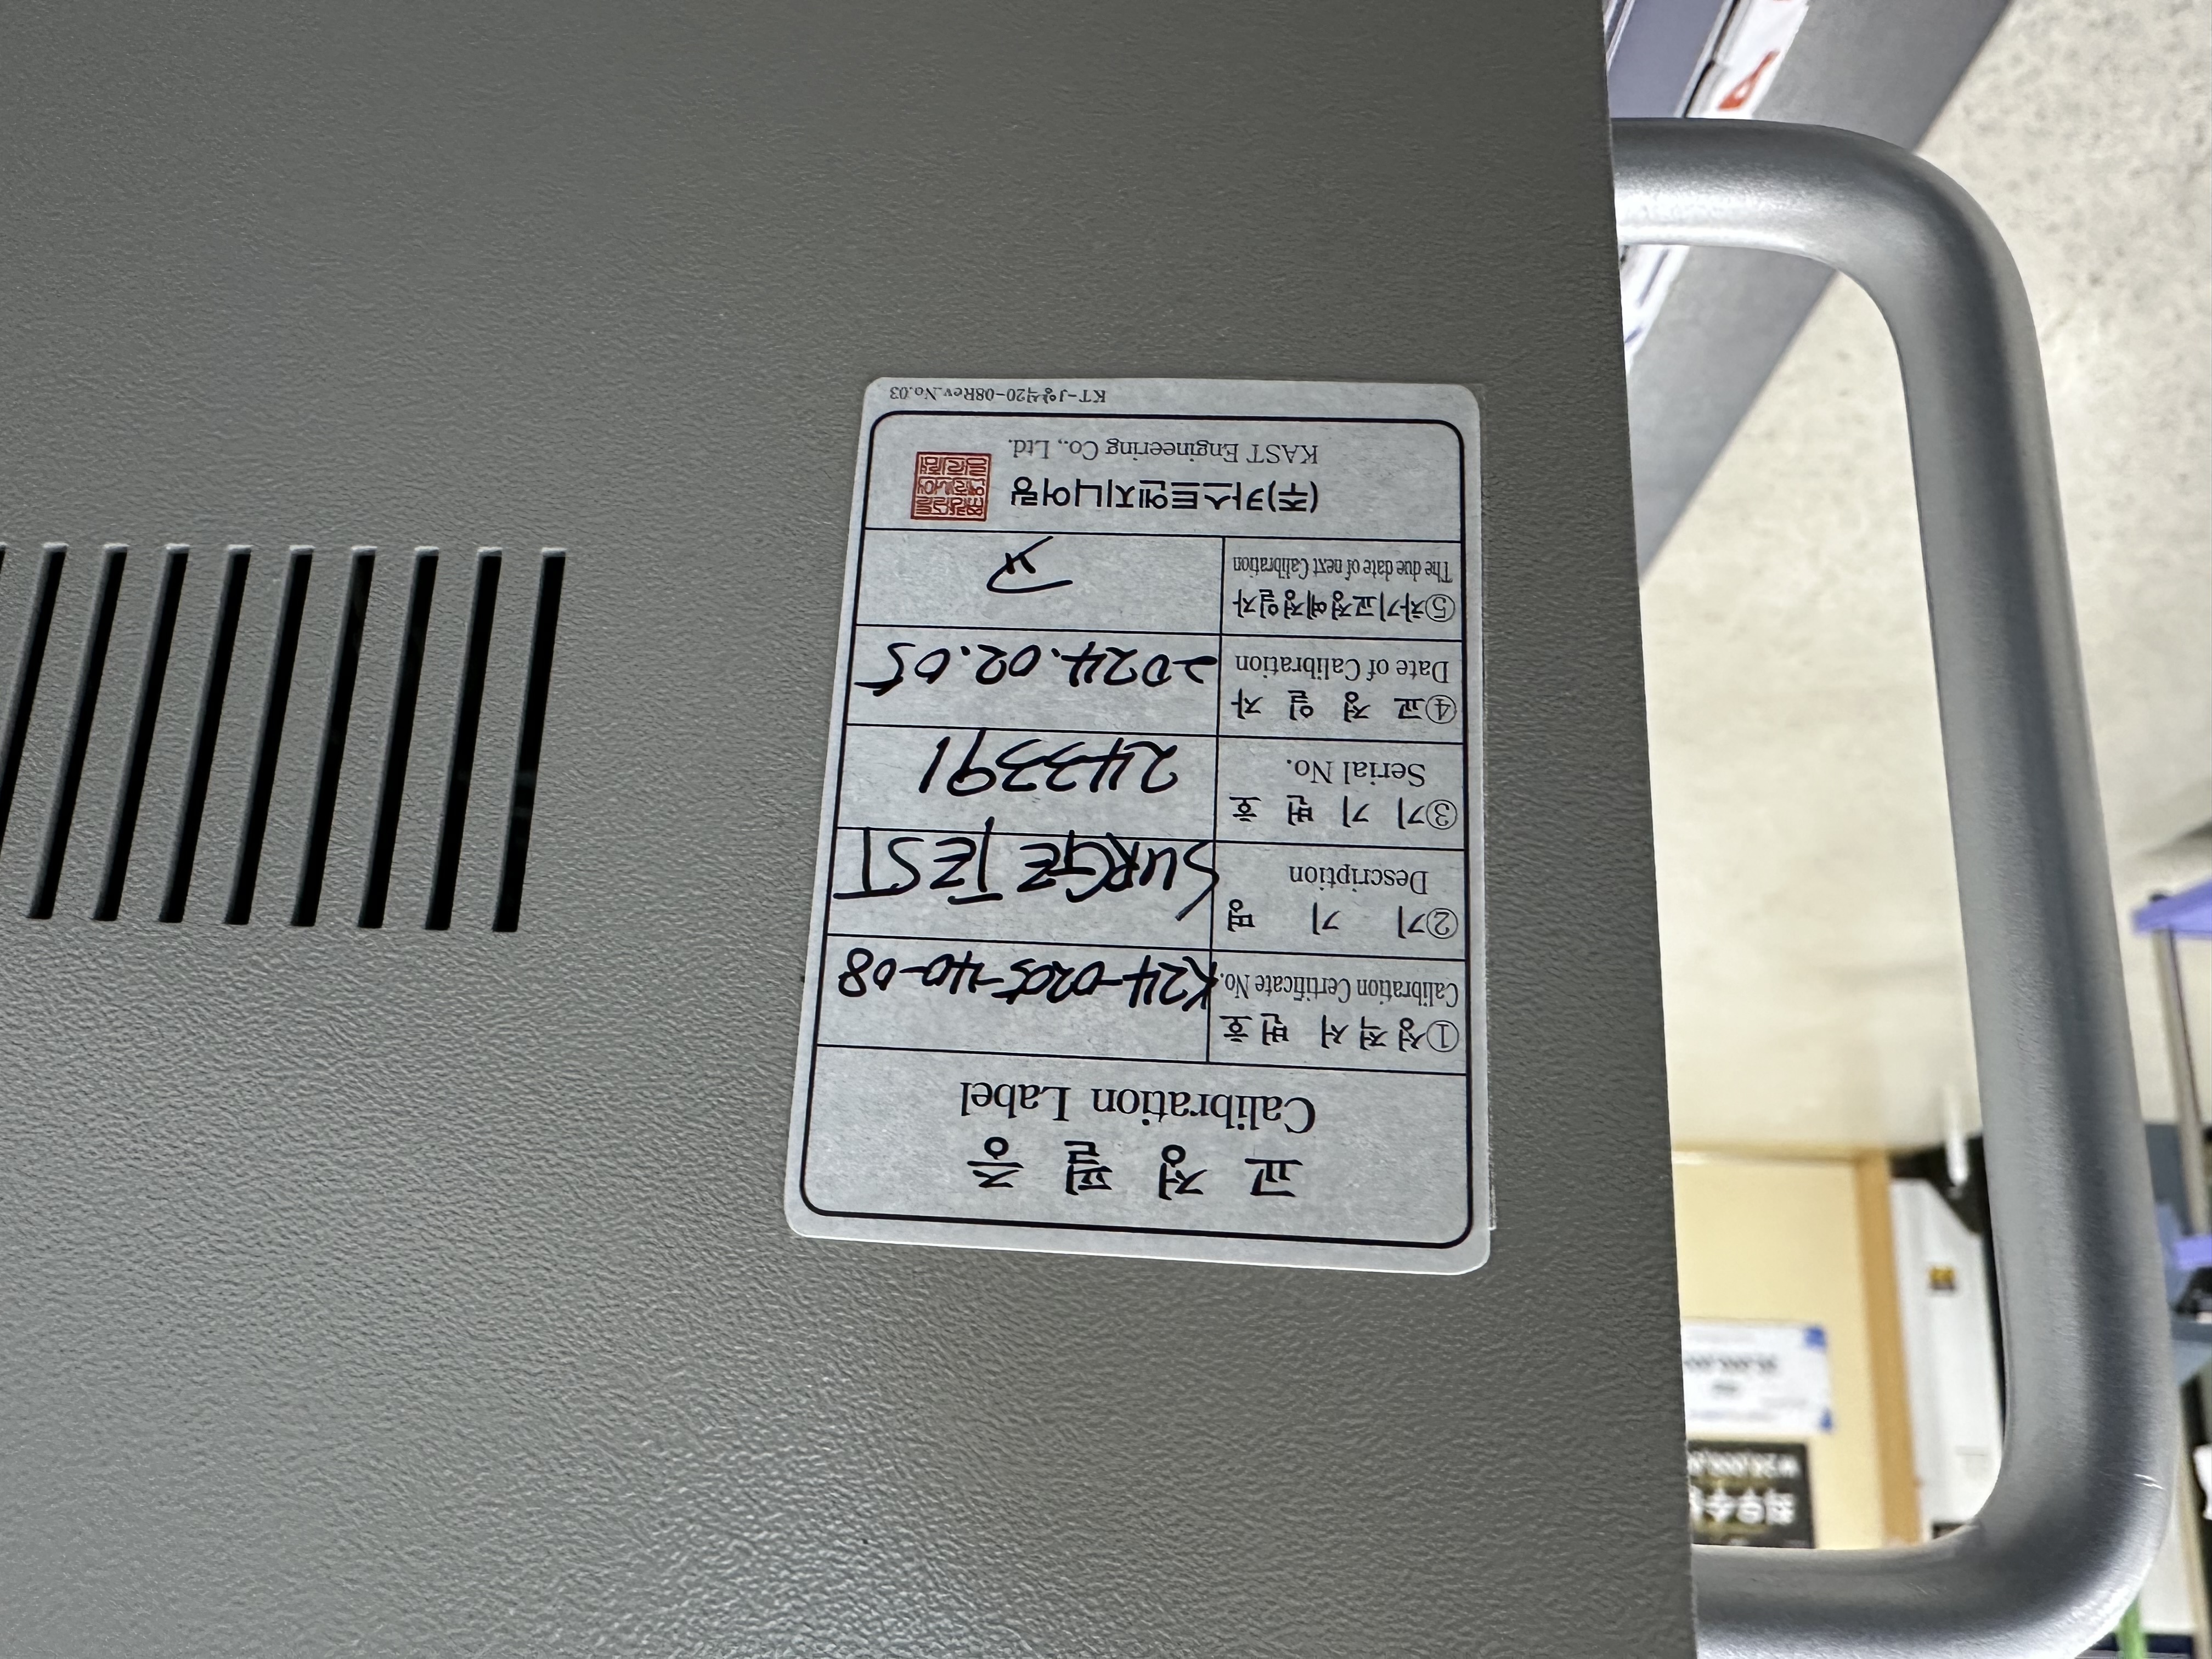 교 정 필 증
Calibration Label
①성적서 번호
Calibration Certificate No.
K24-0205-40-08
②기 기 명
Description
SURGE TEST
③기 기 번 호
Serial No.
243391
④교 정 일 자
Date of Calibration
2024.02.05
⑤차기교정예정일자
The due date of next Calibration
(주)카스트엔지니어링
KAST Engineering Co., Ltd.
KT-J양식20-08Rev.No.03